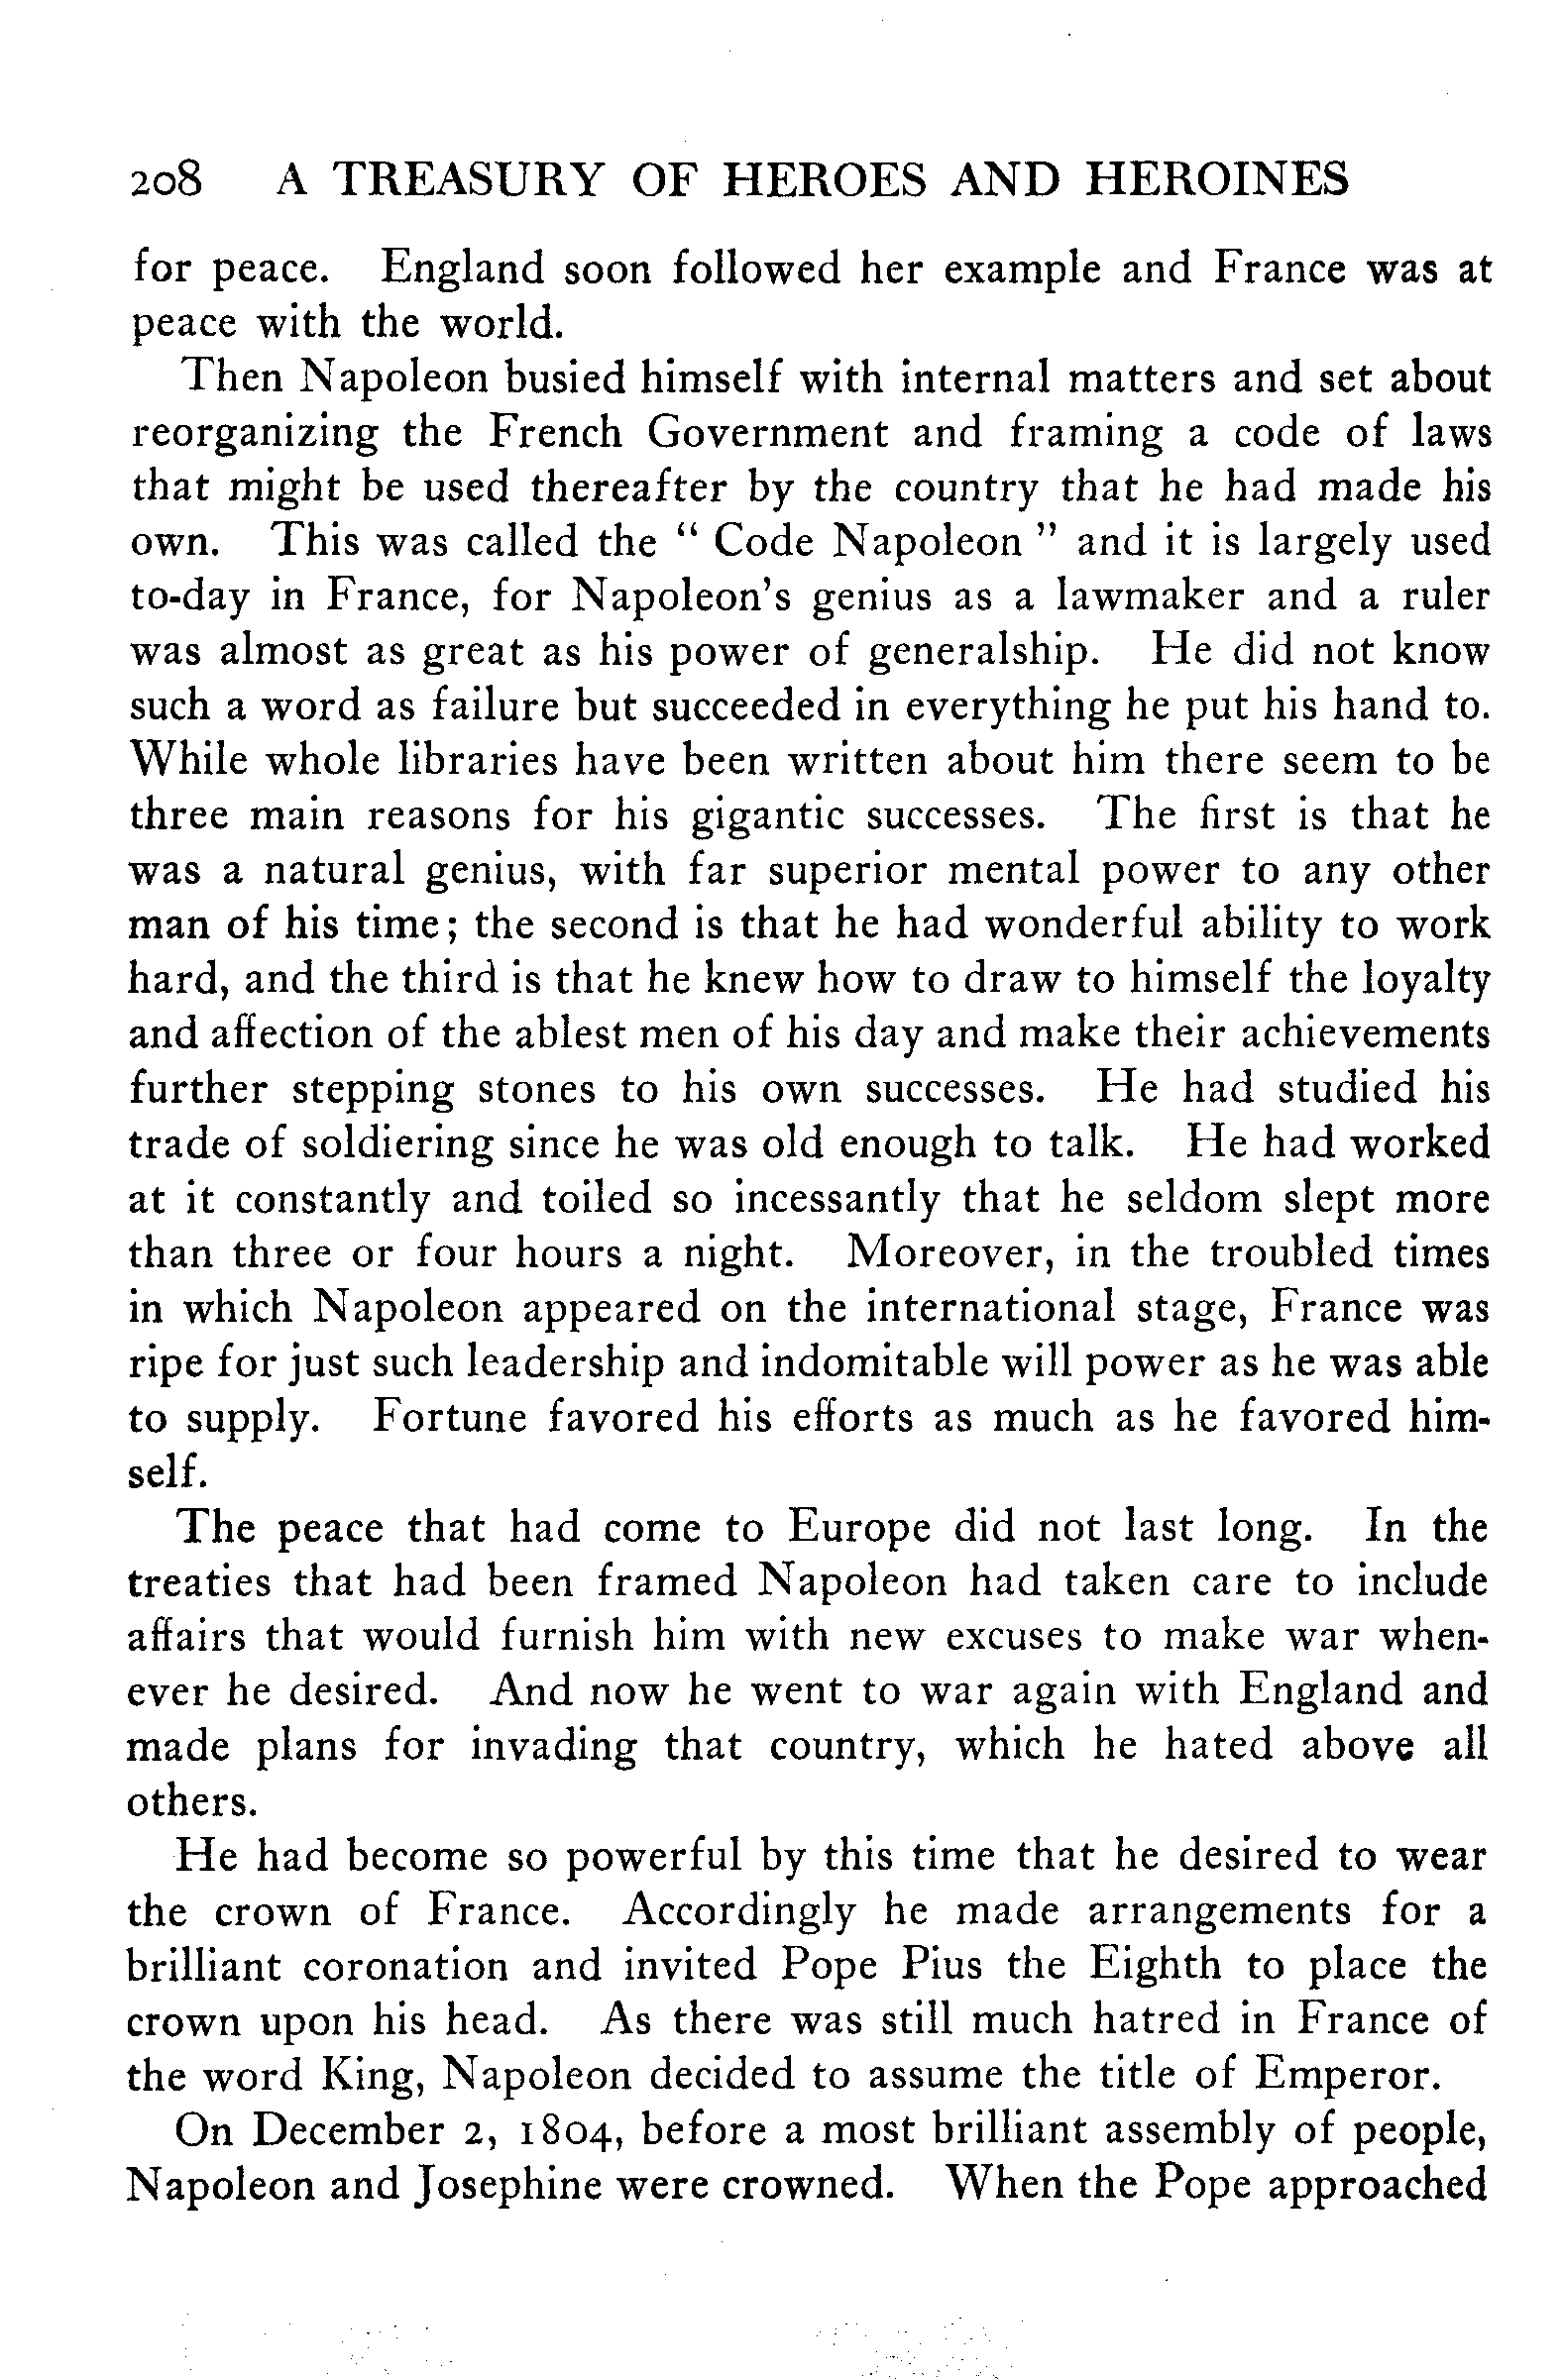 208 A TREASURY OF HEROES AND HEROINES
for peace. England soon followed her example and France was at
peace with the world.
Then Napoleon busied himself with internal matters and set about
reorganizing the French Government and framing a code of laws
that might be used thereafter by the country that he had made his
own. This was called the “ Code Napoleon ” and it is largely used
to-day in France, for Napoleon's genius as a lawmaker and a ruler
was almost as great as his power of generalship. He did not know
such a word as failure but succeeded in everything he put his hand to.
While whole libraries have been written about him there seem to be
three main reasons for his gigantic successes. The first is that he
was a natural genius, with far superior mental power to any other
man of his time; the second is that he had wonderful ability to work
hard, and the third is that he knew how to draw to himself the loyalty
and affection of the ablest men of his day and make their achievements
further stepping stones to his own successes. He had studied his
trade of soldiering since he was old enough to talk. He had worked
at it constantly and toiled so incessantly that he seldom slept more
than three or four hours a night. Moreover, in the troubled times
in which Napoleon appeared on the international stage, France was
ripe for just such leadership and indomitable will power as he was able
to supply. Fortune favored his efforts as much as he favored him-
self.
The peace that had come to Europe did not last long. In the
treaties that had been framed Napoleon had taken care to include
affairs that would furnish him with new excuses to make war when-
ever he desired. And now he went to war again with England and
made plans for invading that country, which he hated above all
others.
He had become so powerful by this time that he desired to wear
the crown of France. Accordingly he made arrangements for a
brilliant coronation and invited Pope Pius the Eighth to place the
crown upon his head. As there was still much hatred in France of
the word King, Napoleon decided to assume the title of Emperor.
On December 2, 1804, before a most brilliant assembly of people,
Napoleon and Josephine were crowned. When the Pope approached